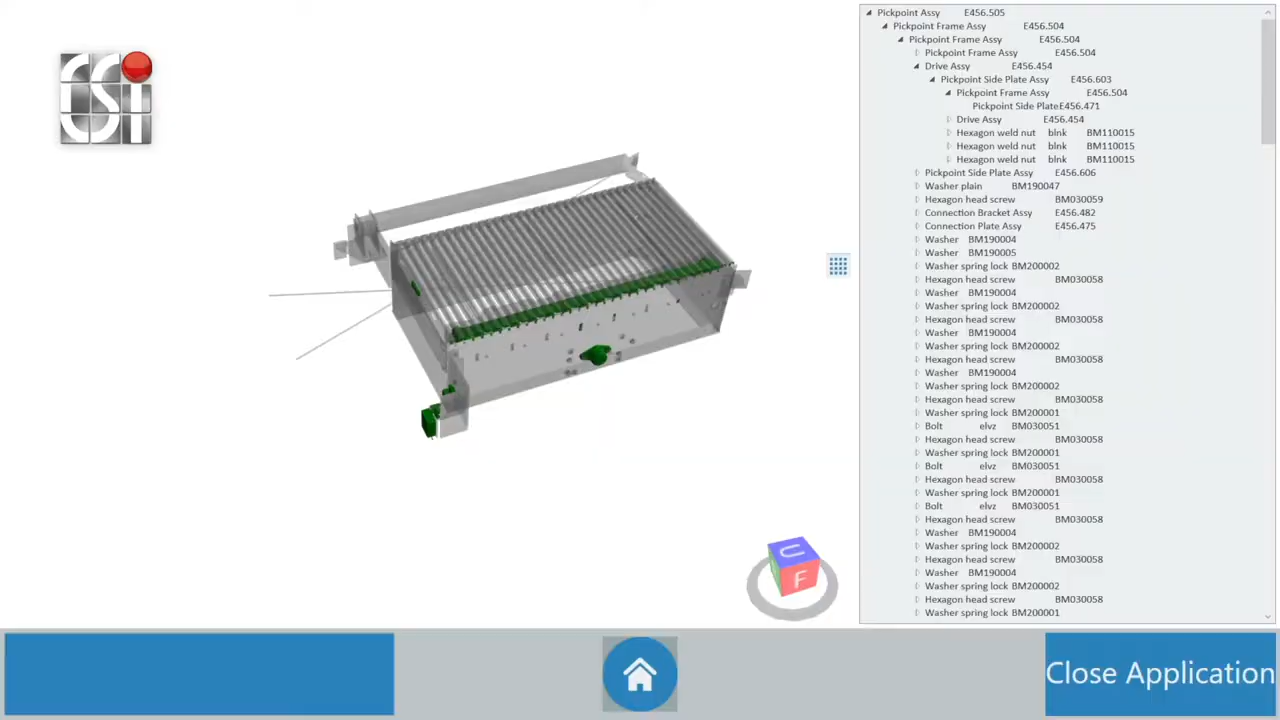 CSi
Pickpoint Assy E456.505
Pickpoint Frame Assy E456.504
Pickpoint Frame Assy E456.504
Pickpoint Frame Assy E456.504
Drive Assy E456.454
Pickpoint Side Plate Assy E456.603
Pickpoint Frame Assy E456.504
Pickpoint Side PlateE456.471
Drive Assy E456.454
Hexagon weld nut blnk BM110015
Hexagon weld nut blnk BM110015
Hexagon weld nut blnk BM110015
Pickpoint Side Plate Assy E456.606
Washer plain BM190047
Hexagon head screw BM030059
Connection Bracket Assy E456.482
Connection Plate Assy E456.475
Washer BM190004
Washer BM190005
Washer spring lock BM200002
Hexagon head screw BM030058
Washer BM190004
Washer spring lock BM200002
Hexagon head screw BM030058
Washer BM190004
Washer spring lock BM200002
Hexagon head screw BM030058
Washer BM190004
Washer spring lock BM200002
Hexagon head screw BM030058
Washer spring lock BM200001
Bolt elvz BM030051
Hexagon head screw BM030058
Washer spring lock BM200001
Bolt elvz BM030051
Hexagon head screw BM030058
Washer spring lock BM200001
Bolt elvz BM030051
Hexagon head screw BM030058
Washer BM190004
Washer spring lock BM200002
Hexagon head screw BM030058
Washer BM190004
Washer spring lock BM200002
Hexagon head screw BM030058
Washer spring lock BM200001
U
F
Close Application